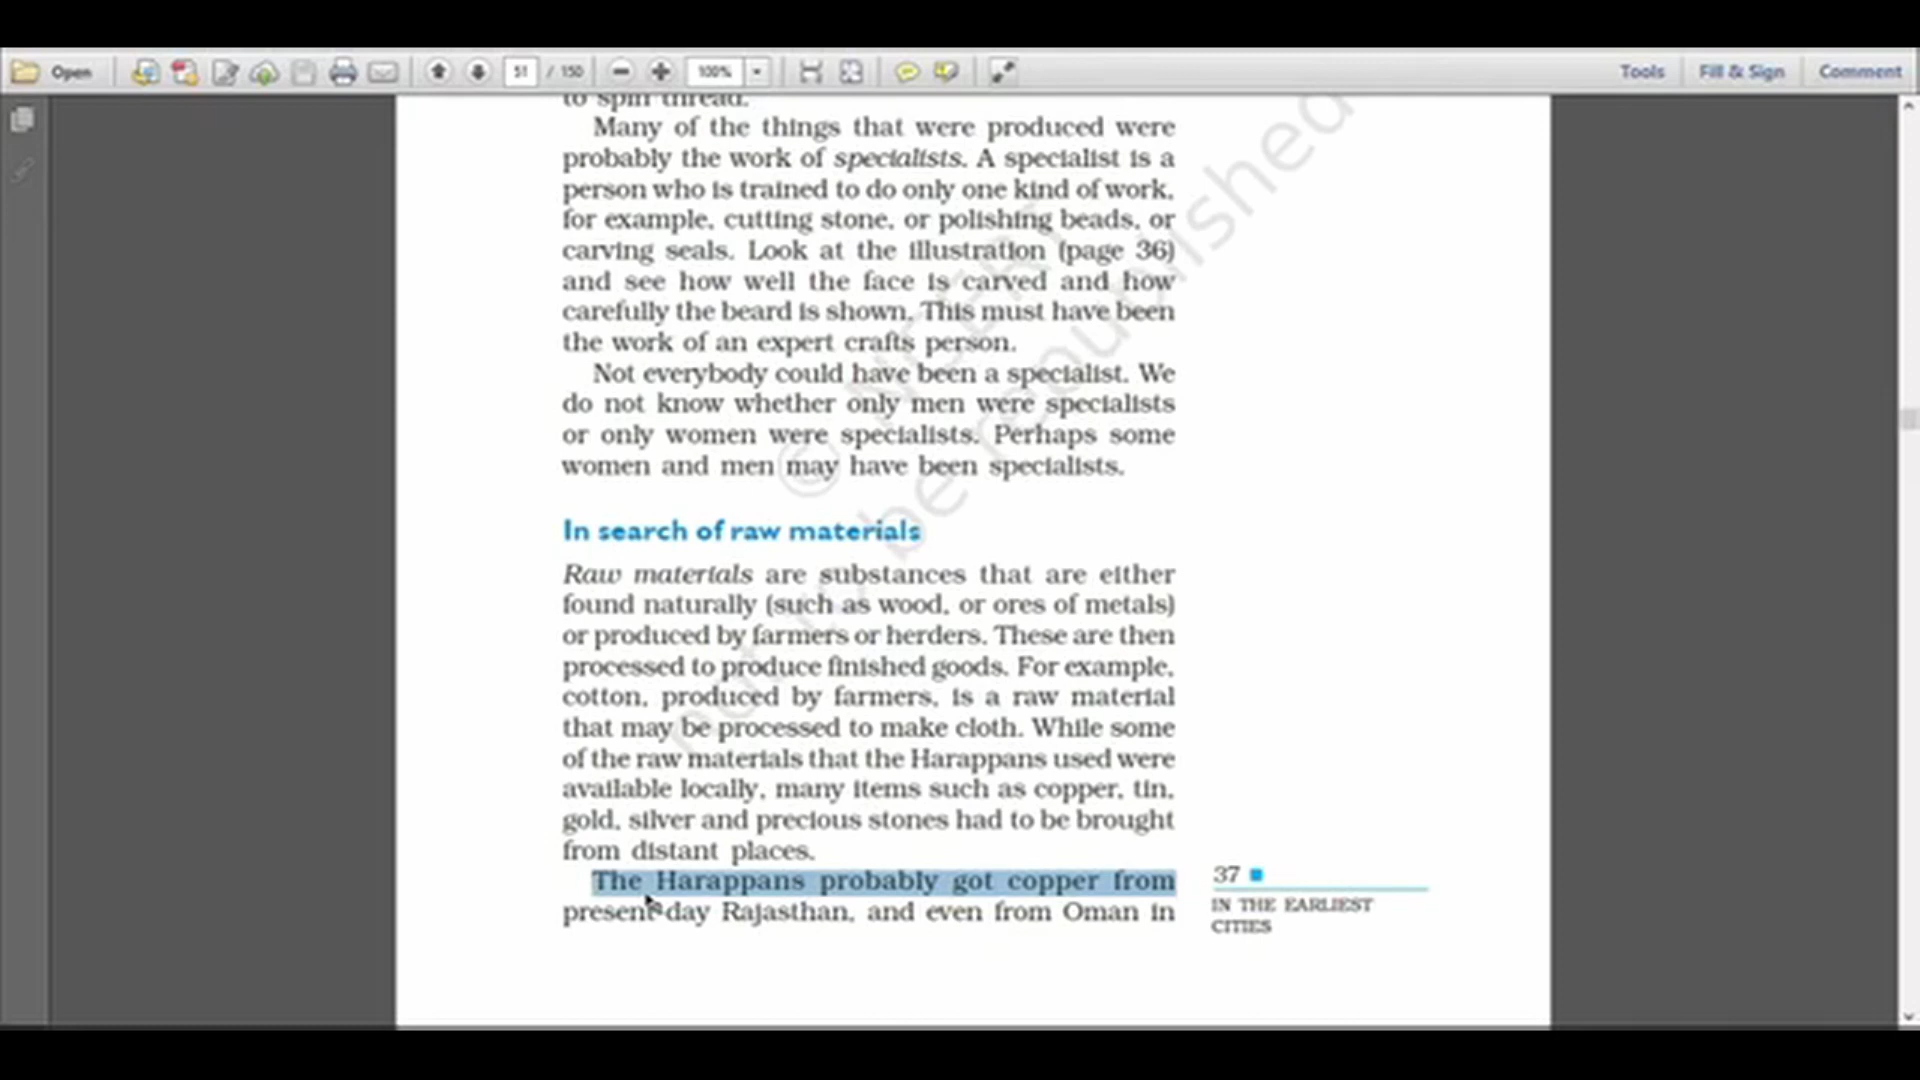 Open
51 / 150
100%
Tools
Fill & Sign
Comment
to spin thread.
Many of the things that were produced were
probably the work of specialists. A specialist is a
person who is trained to do only one kind of work,
for example, cutting stone, or polishing beads, or
carving seals. Look at the illustration (page 36)
and see how well the face is carved and how
carefully the beard is shown. This must have been
the work of an expert crafts person.
Not everybody could have been a specialist. We
do not know whether only men were specialists
or only women were specialists. Perhaps some
women and men may have been specialists.
In search of raw materials
Raw materials are substances that are either
found naturally (such as wood, or ores of metals)
or produced by farmers or herders. These are then
processed to produce finished goods. For example,
cotton, produced by farmers, is a raw material
that may be processed to make cloth. While some
of the raw materials that the Harappans used were
available locally, many items such as copper, tin,
gold, silver and precious stones had to be brought
from distant places.
The Harappans probably got copper from
present-day Rajasthan, and even from Oman in
37
IN THE EARLIEST
CITIES
© NCERT
not to be republished